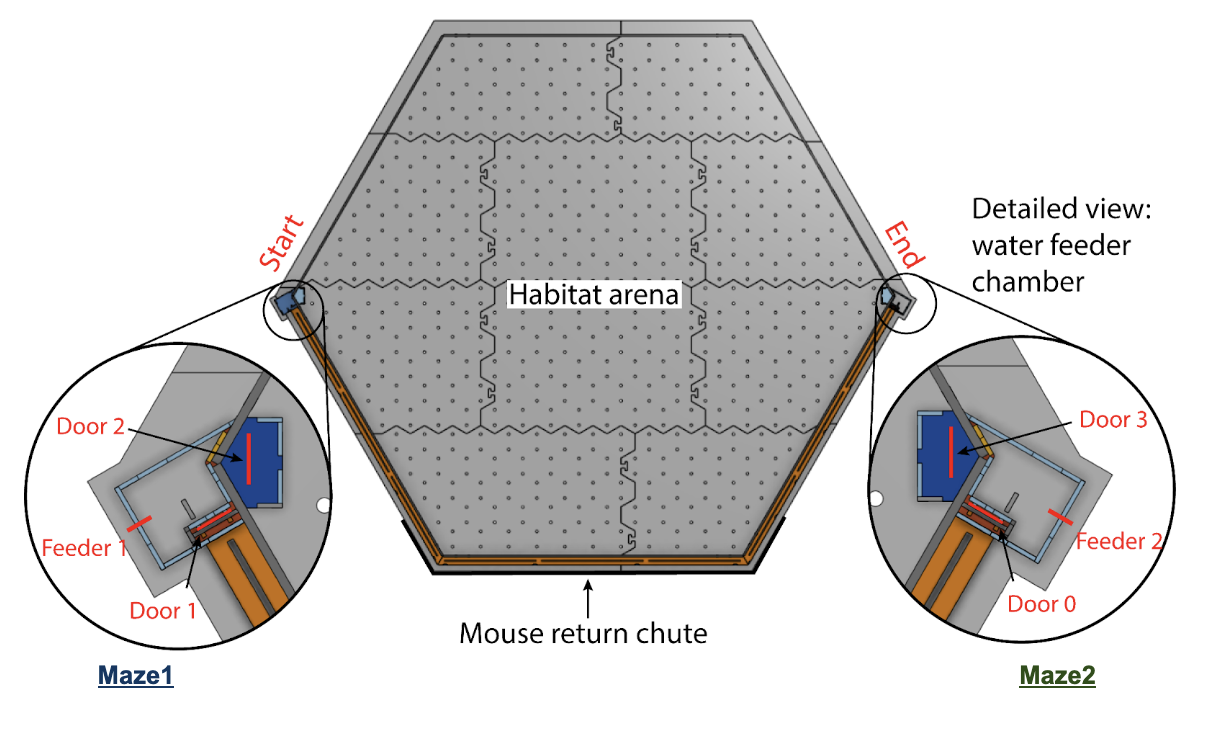 Start
End
Detailed view:
water feeder
chamber
Habitat arena
Door 2
Door 3
Feeder 1
Feeder 2
Door 1
Door 0
Mouse return chute
Maze1
Maze2